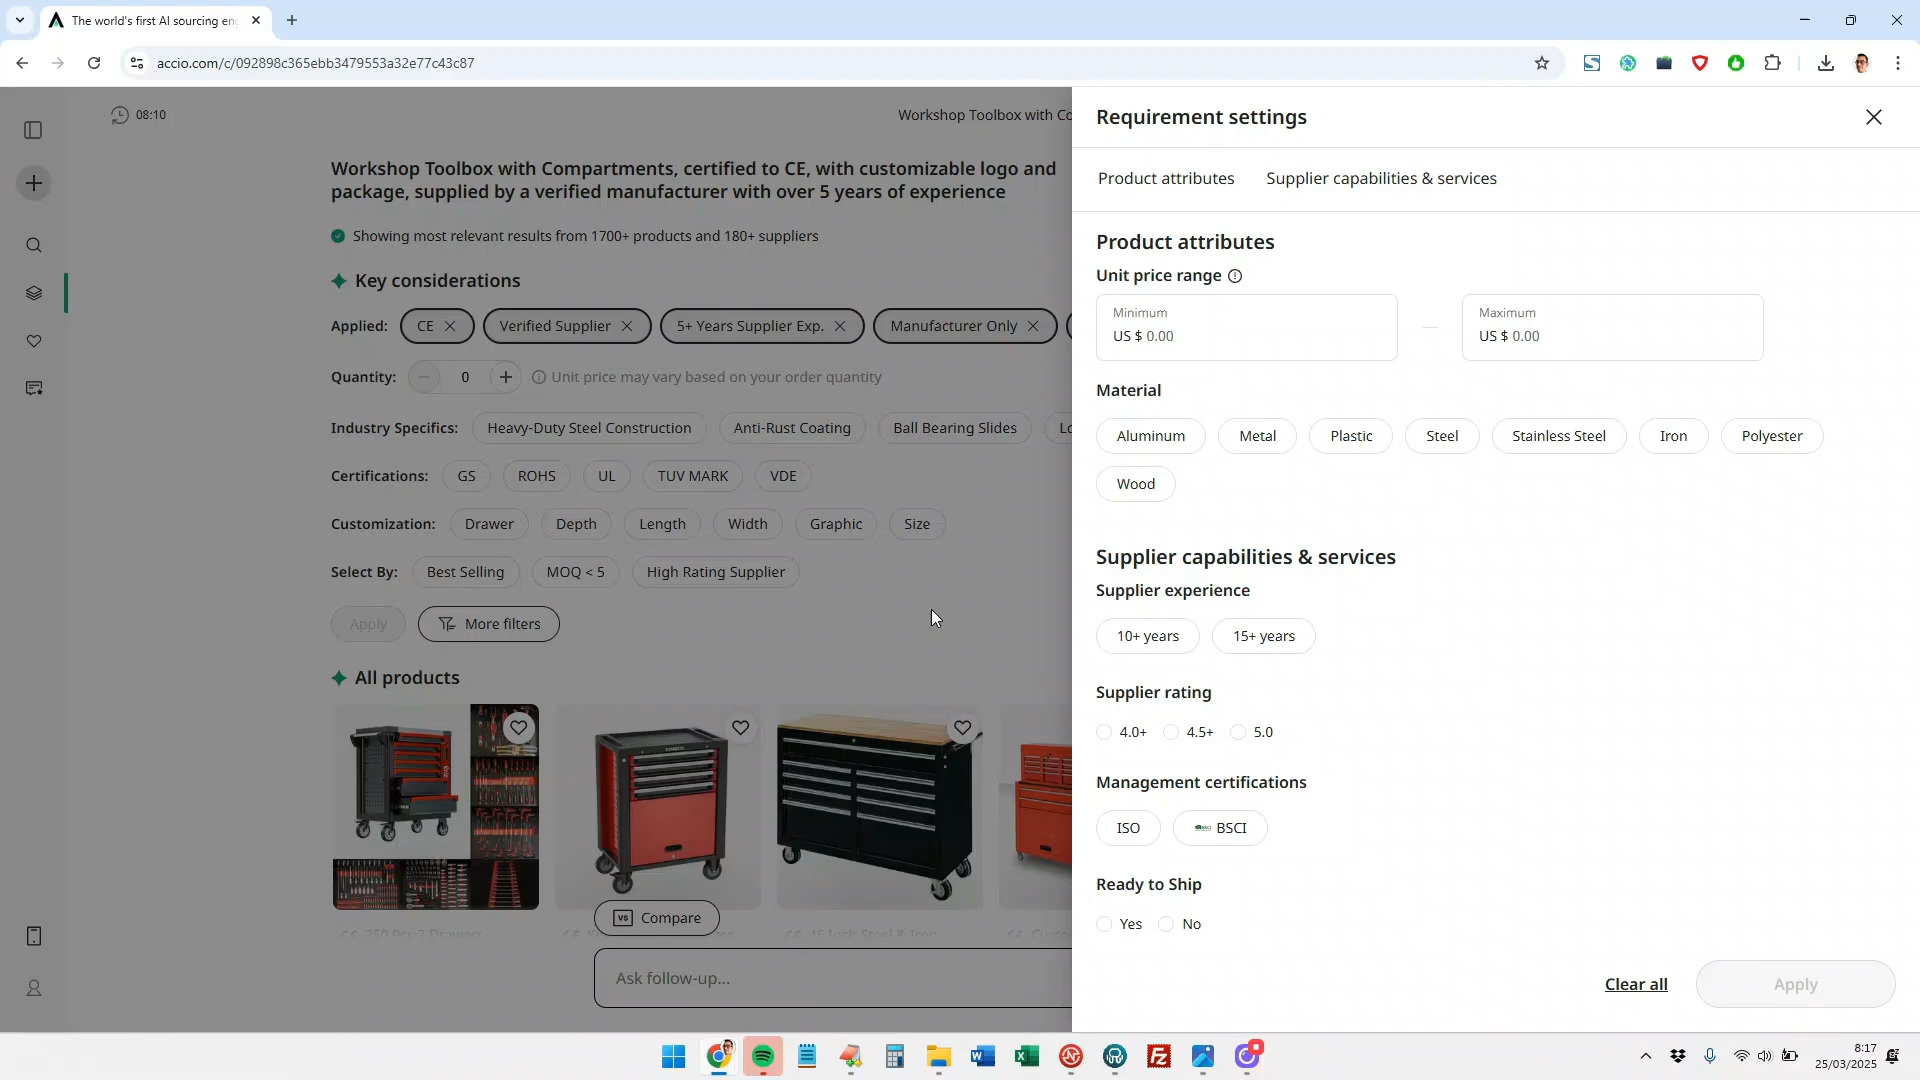 The world's first AI sourcing en
accio.com/c/092898c365ebb3479553a32e77c43c87
08:10
Workshop Toolbox with Co
Workshop Toolbox with Compartments, certified to CE, with customizable logo and
package, supplied by a verified manufacturer with over 5 years of experience
Showing most relevant results from 1700+ products and 180+ suppliers
Key considerations
Applied: CE Verified Supplier 5+ Years Supplier Exp. Manufacturer Only
Quantity: 0 Unit price may vary based on your order quantity
Industry Specifics: Heavy-Duty Steel Construction Anti-Rust Coating Ball Bearing Slides Lo
Certifications: GS ROHS UL TUV MARK VDE
Customization: Drawer Depth Length Width Graphic Size
Select By: Best Selling MOQ < 5 High Rating Supplier
Apply More filters
All products
vs Compare
Ask follow-up...
Requirement settings
Product attributes Supplier capabilities & services
Product attributes
Unit price range
Minimum Maximum
US $ 0.00 US $ 0.00
Material
Aluminum Metal Plastic Steel Stainless Steel Iron Polyester
Wood
Supplier capabilities & services
Supplier experience
10+ years 15+ years
Supplier rating
4.0+ 4.5+ 5.0
Management certifications
ISO BSCI
Ready to Ship
Yes No
Clear all Apply
8:17
25/03/2025